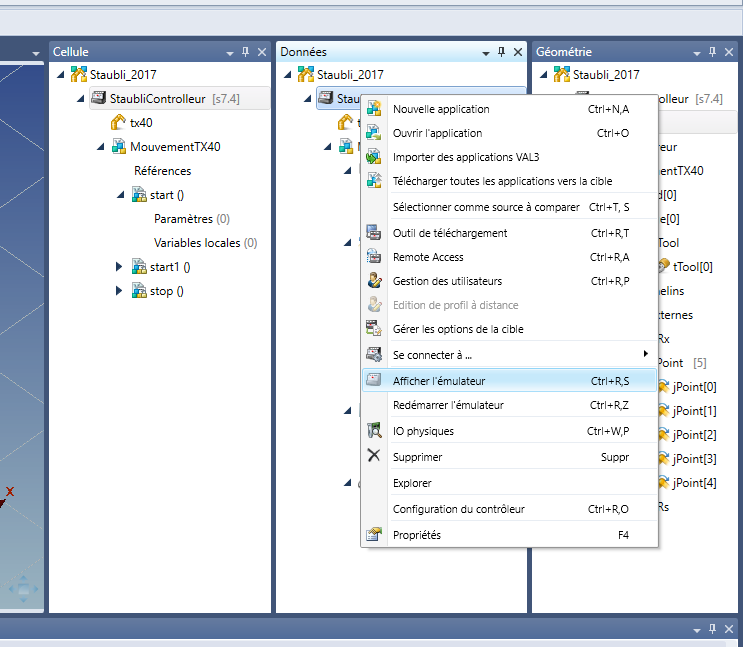 Cellule
Staubli_2017
StaubliControlleur [s7.4]
tx40
MouvementTX40
Références
start ()
Paramètres (0)
Variables locales (0)
start1 ()
stop ()
Données
Staubli_2017
Stau
Nouvelle application Ctrl+N,A
Ouvrir l'application Ctrl+O
Importer des applications VAL3
Télécharger toutes les applications vers la cible
Sélectionner comme source à comparer Ctrl+T, S
Outil de téléchargement Ctrl+R,T
Remote Access Ctrl+R,A
Gestion des utilisateurs Ctrl+R,P
Edition de profil à distance
Gérer les options de la cible
Se connecter à ...
Afficher l'émulateur Ctrl+R,S
Redémarrer l'émulateur Ctrl+R,Z
IO physiques Ctrl+W,P
Supprimer Suppr
Explorer
Configuration du contrôleur Ctrl+R,O
Propriétés F4
Géométrie
Staubli_2017
lleur [s7.4]
eur
entTX40
d[0]
e[0]
Tool
tTool[0]
elins
ternes
Rx
Point [5]
jPoint[0]
jPoint[1]
jPoint[2]
jPoint[3]
jPoint[4]
Rs
X